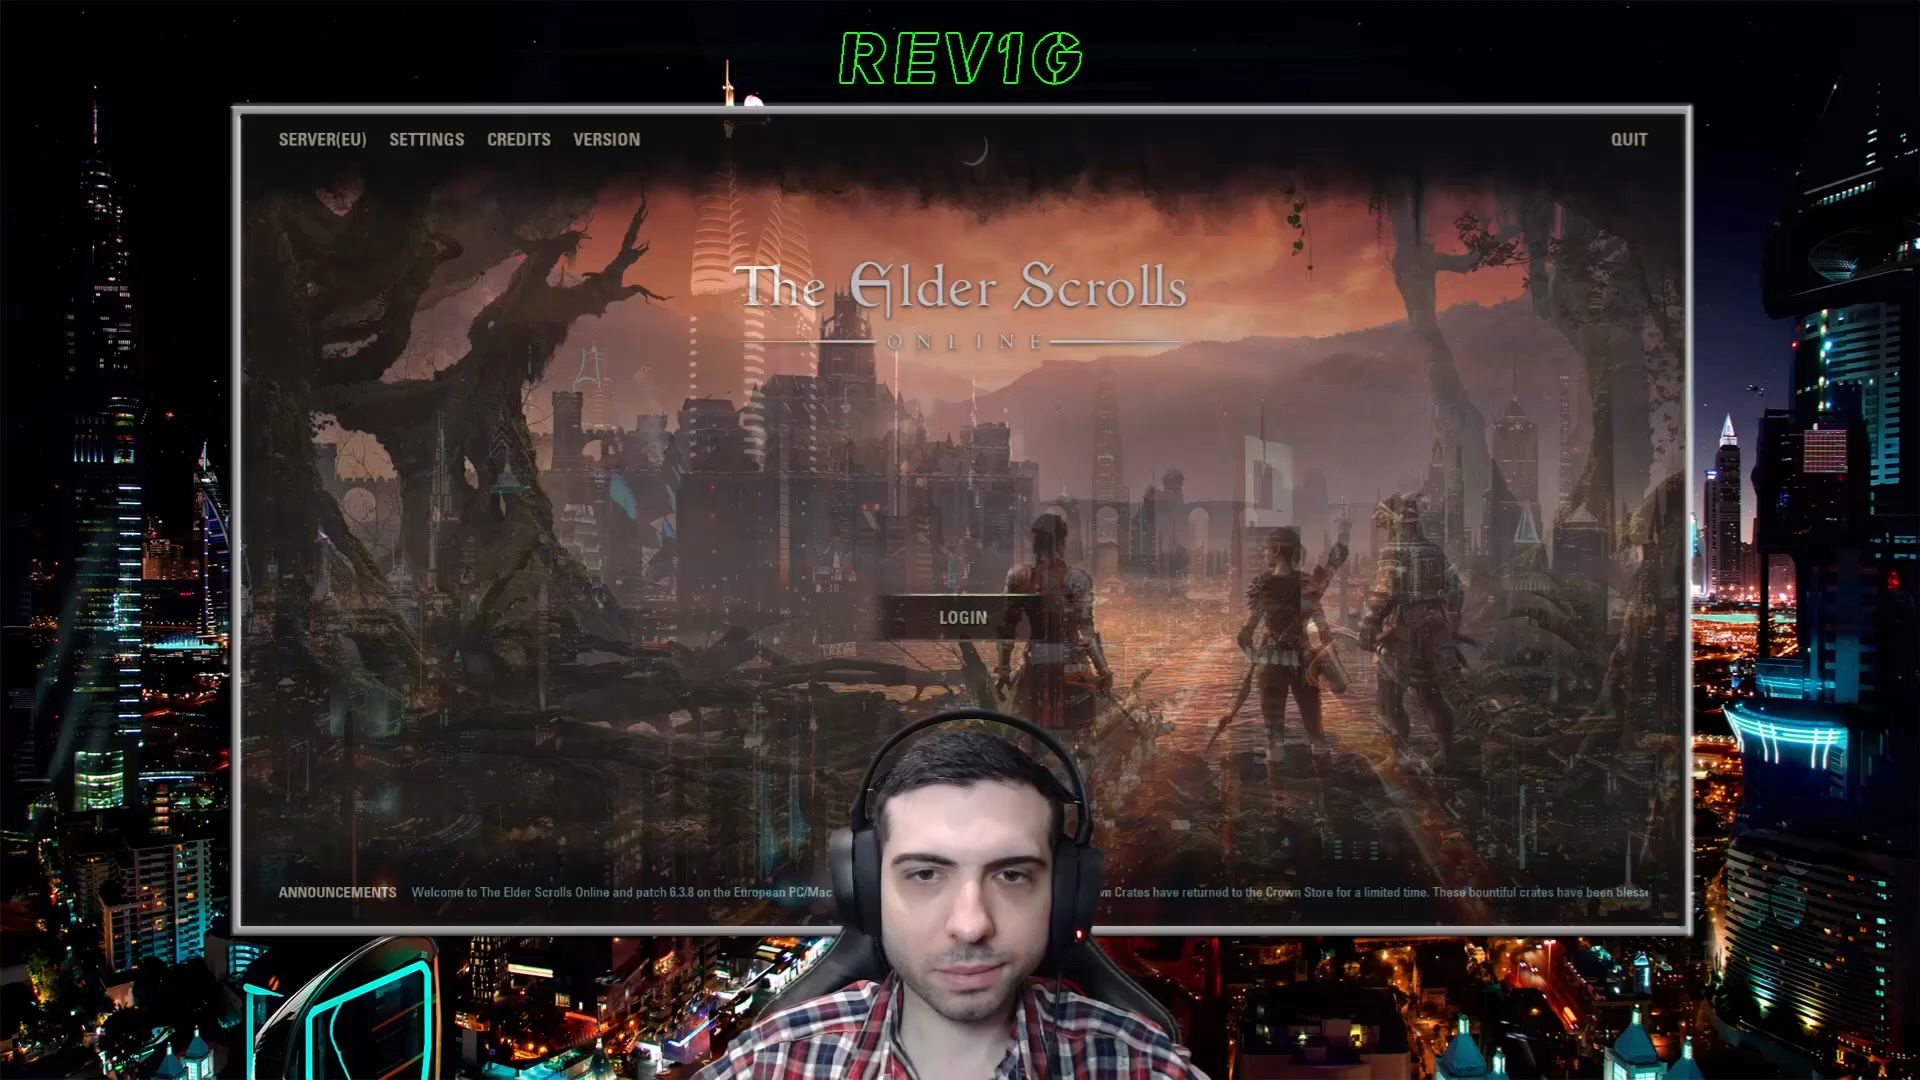 REV1G
SERVER(EU) SETTINGS CREDITS VERSION QUIT
The Elder Scrolls
ONLINE
LOGIN
ANNOUNCEMENTS Welcome to The Elder Scrolls Online and patch 6.3.8 on the European PC/Mac vn Crates have returned to the Crown Store for a limited time. These bountiful crates have been blesse